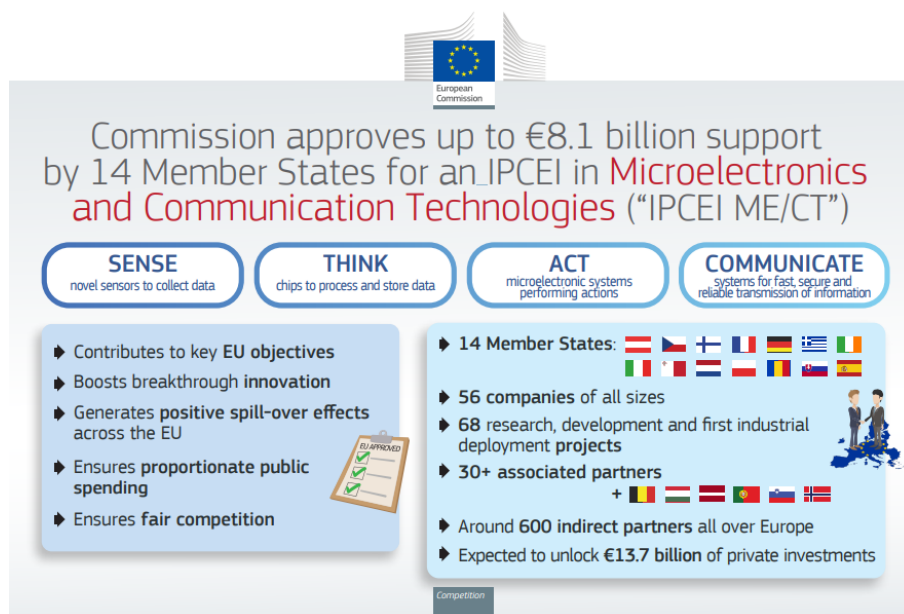 European
Commission
Commission approves up to €8.1 billion support
by 14 Member States for an_IPCEI in Microelectronics
and Communication Technologies ("IPCEI ME/CT")
SENSE
novel sensors to collect data
THINK
chips to process and store data
ACT
microelectronic systems
performing actions
COMMUNICATE
systems for fast, secure and
reliable transmission of information
Contributes to key EU objectives
Boosts breakthrough innovation
Generates positive spill-over effects
across the EU
Ensures proportionate public
spending
Ensures fair competition
EU APPROVED
14 Member States:
56 companies of all sizes
68 research, development and first industrial
deployment projects
30+ associated partners
+
Around 600 indirect partners all over Europe
Expected to unlock €13.7 billion of private investments
Competition